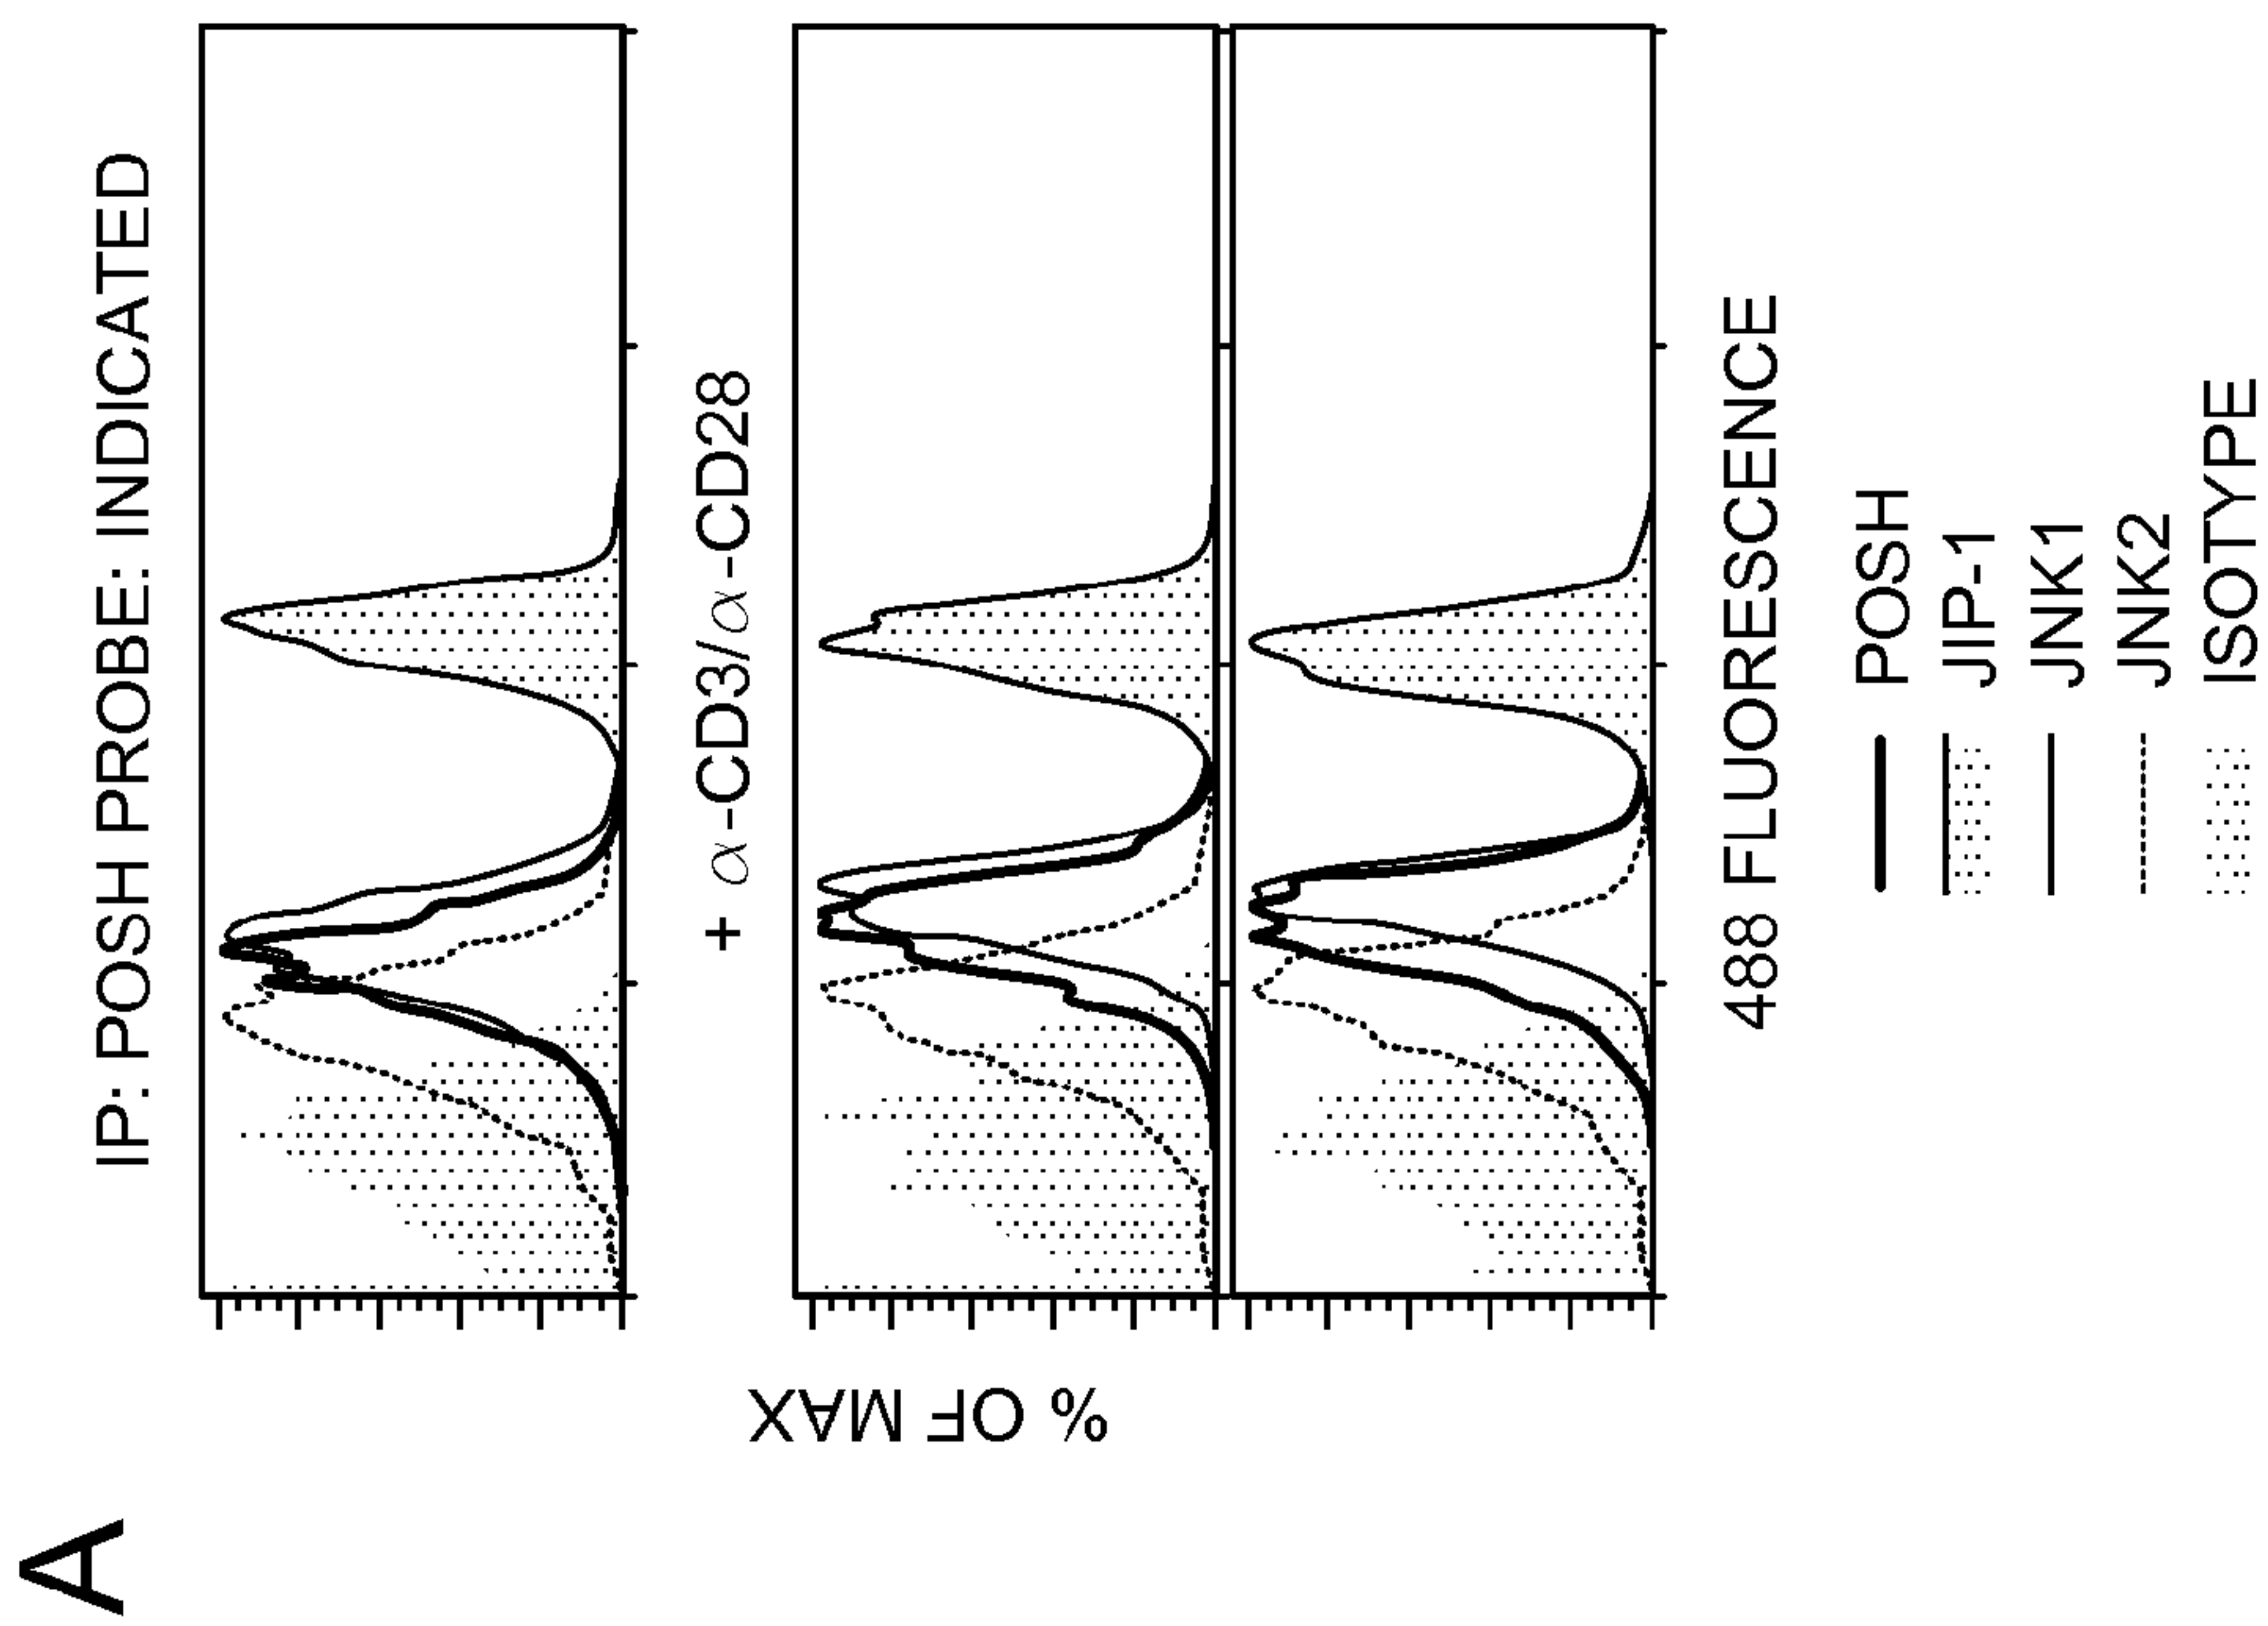 A
IP: POSH PROBE: INDICATED
+ α-CD3/α-CD28
% OF MAX
488 FLUORESCENCE
POSH
JIP-1
JNK1
JNK2
ISOTYPE